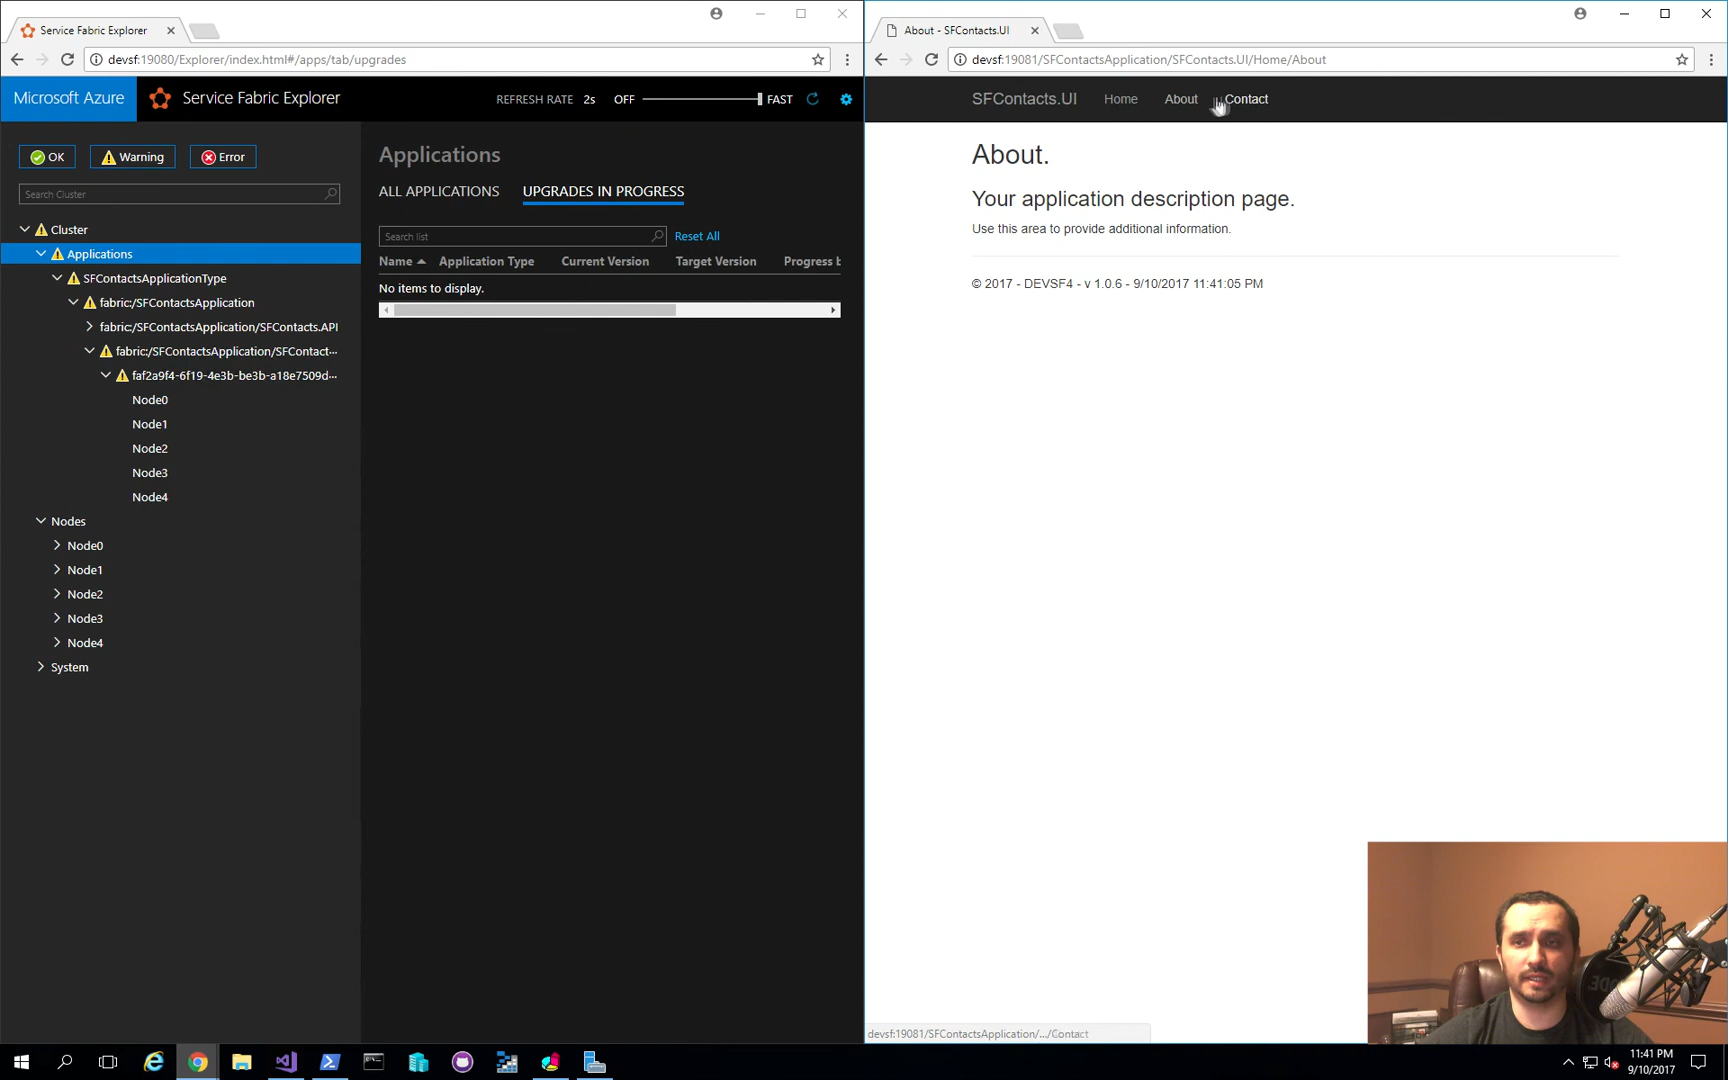 Service Fabric Explorer
devsf:19080/Explorer/index.html#/apps/tab/upgrades
Microsoft Azure
Service Fabric Explorer
REFRESH RATE 2s OFF FAST
OK
Warning
Error
Search Cluster
Cluster
Applications
SFContactsApplicationType
fabric:/SFContactsApplication
fabric:/SFContactsApplication/SFContacts.API
fabric:/SFContactsApplication/SFContact...
faf2a9f4-6f19-4e3b-be3b-a18e7509d...
Node0
Node1
Node2
Node3
Node4
Nodes
Node0
Node1
Node2
Node3
Node4
System
Applications
ALL APPLICATIONS UPGRADES IN PROGRESS
Search list
Reset All
Name Application Type Current Version Target Version Progress b
No items to display.
About - SFContacts.UI
devsf:19081/SFContactsApplication/SFContacts.UI/Home/About
SFContacts.UI Home About Contact
About.
Your application description page.
Use this area to provide additional information.
© 2017 - DEVSF4 - v 1.0.6 - 9/10/2017 11:41:05 PM
devsf:19081/SFContactsApplication/.../Contact
11:41 PM
9/10/2017